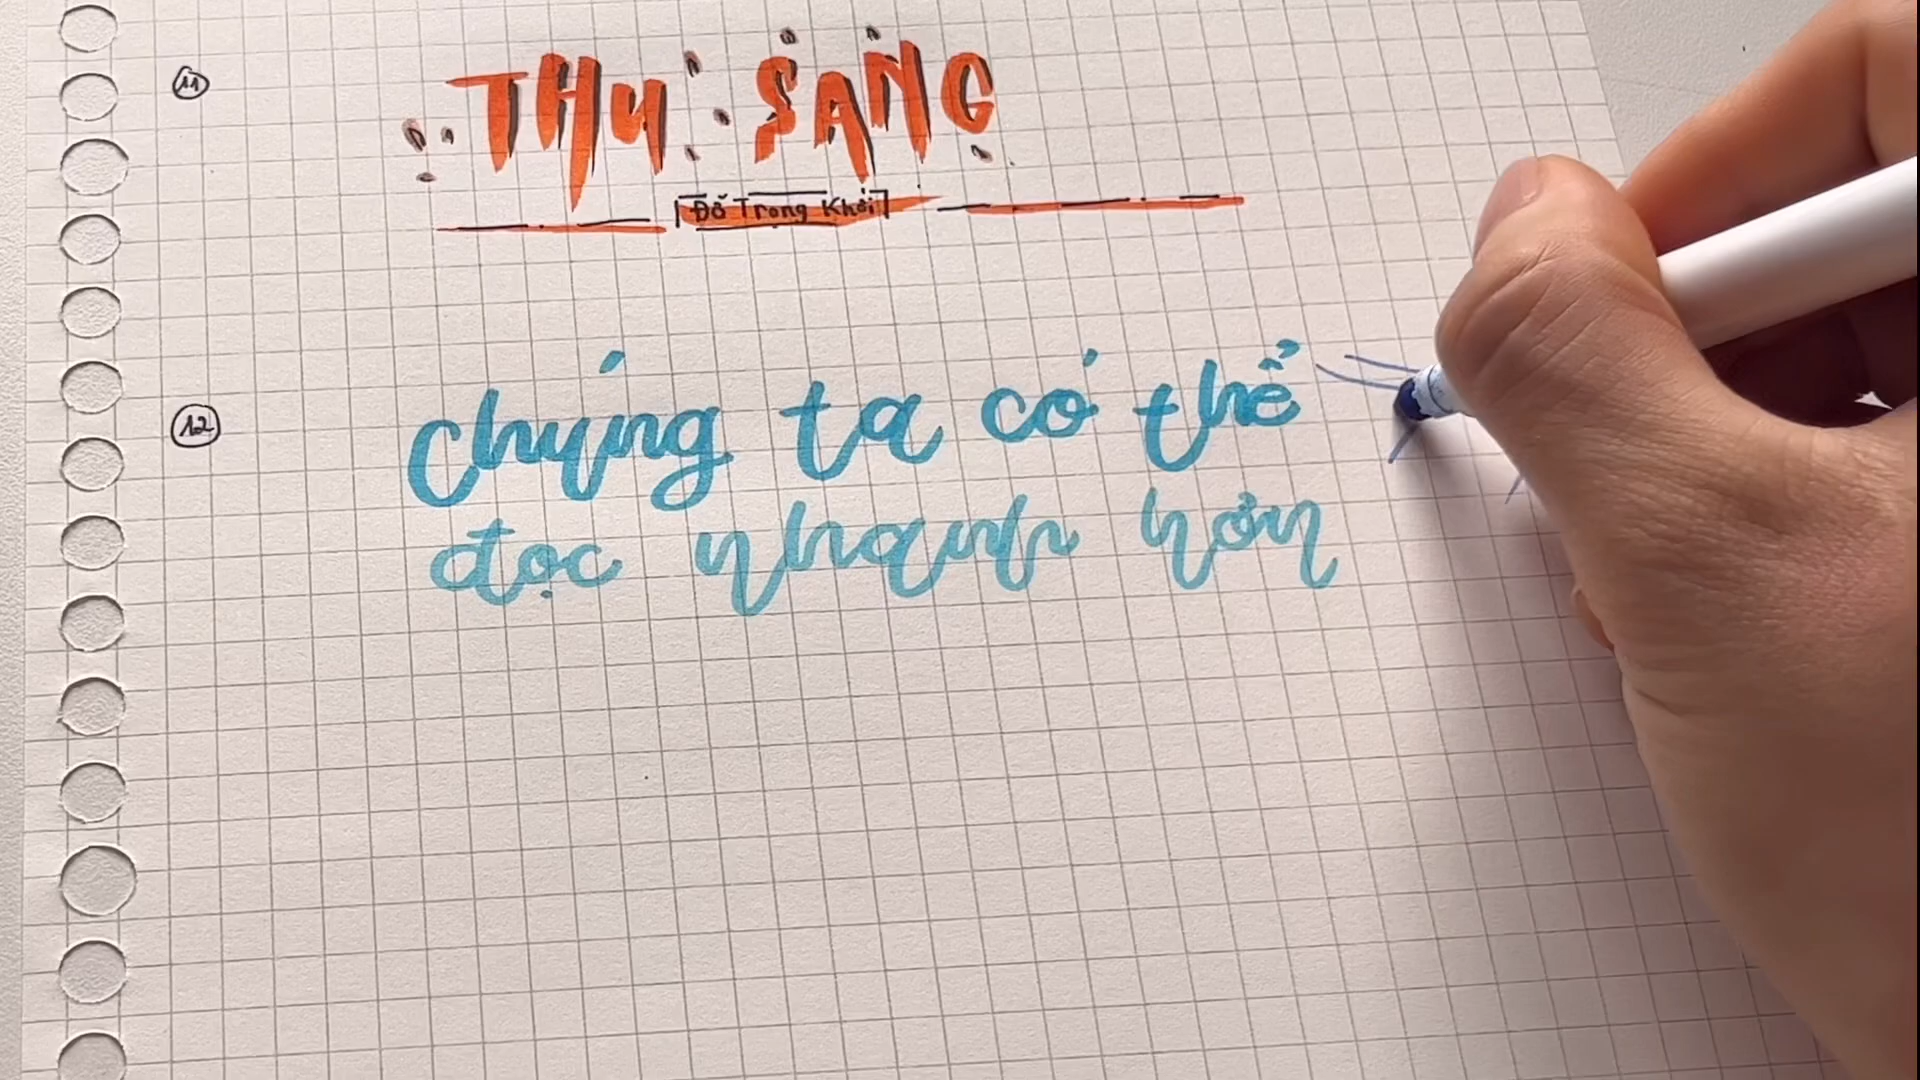 11
THU SANG
Đỗ Trọng Khơi
12
chúng ta có thể
đọc nhanh hơn